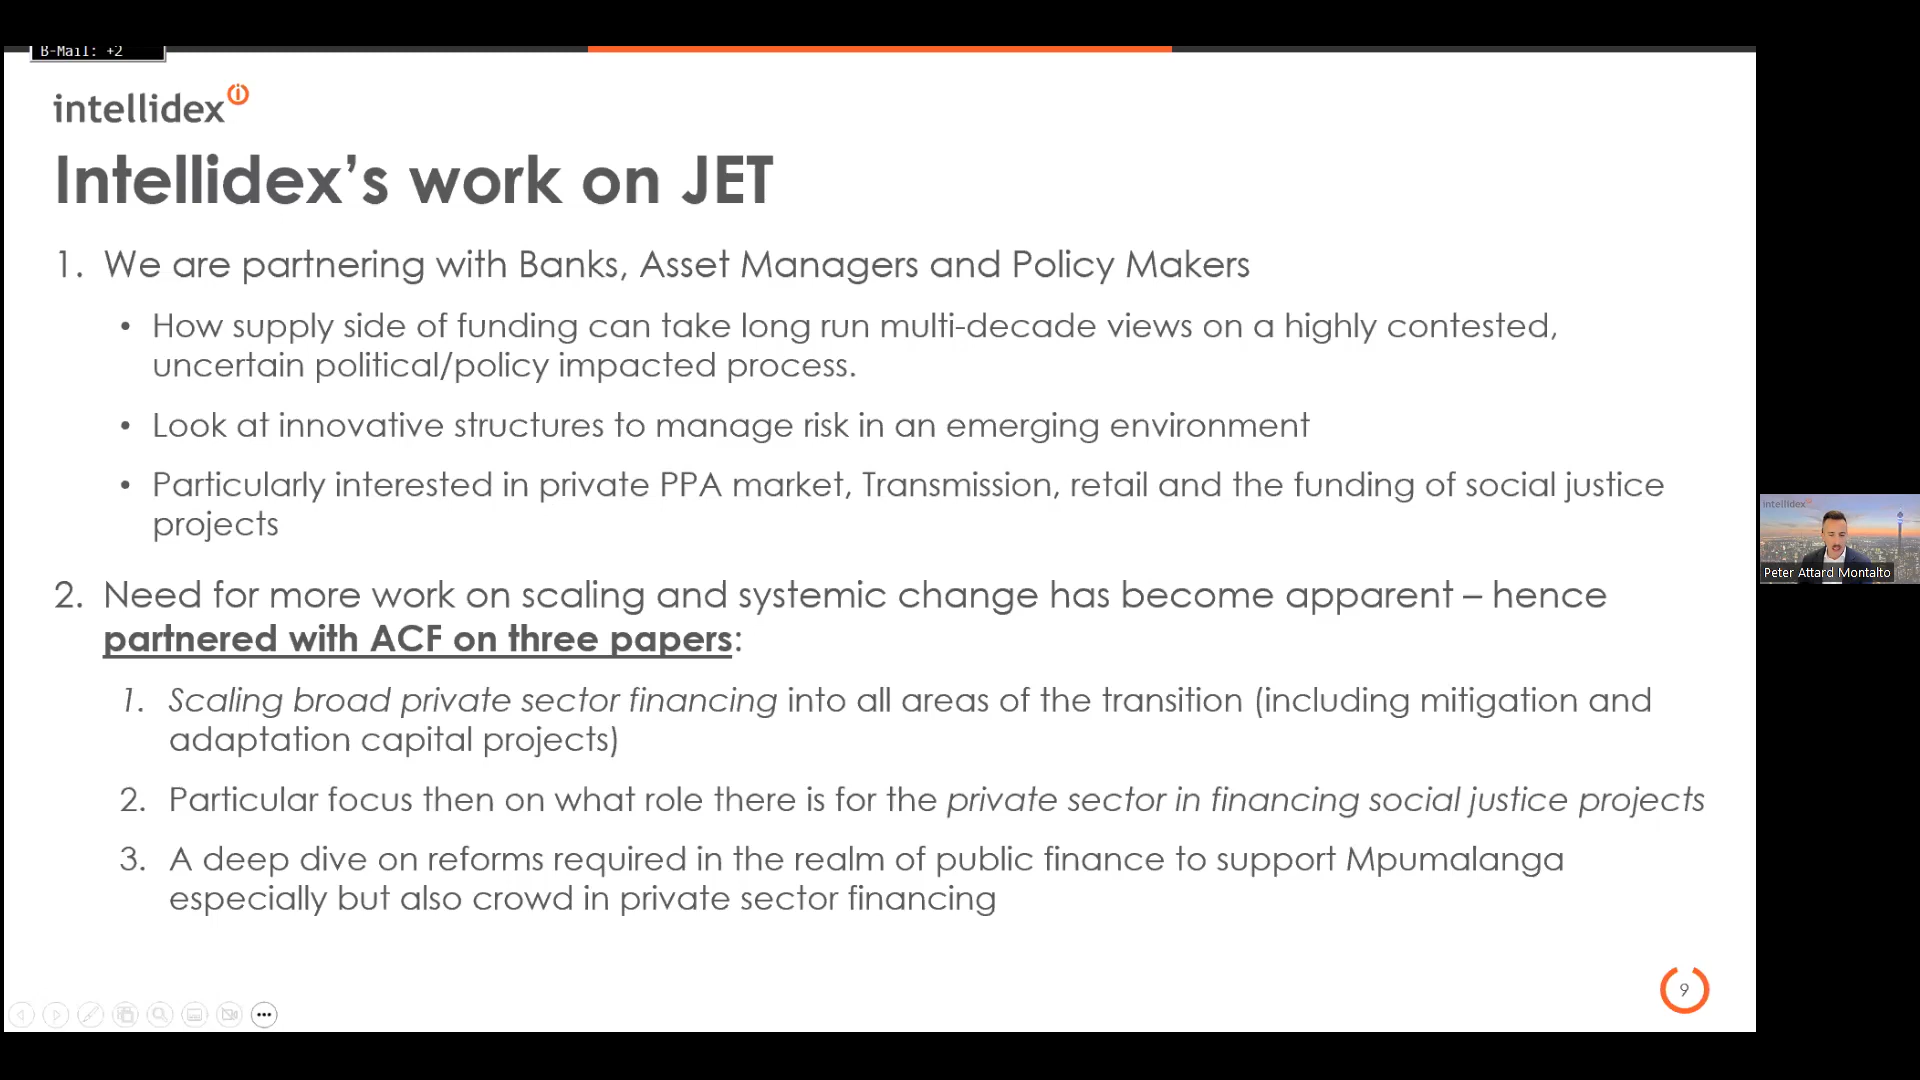 B-Mail: +2
intellidex
Intellidex’s work on JET
1. We are partnering with Banks, Asset Managers and Policy Makers
• How supply side of funding can take long run multi-decade views on a highly contested,
uncertain political/policy impacted process.
• Look at innovative structures to manage risk in an emerging environment
• Particularly interested in private PPA market, Transmission, retail and the funding of social justice
projects
2. Need for more work on scaling and systemic change has become apparent – hence
partnered with ACF on three papers:
1. Scaling broad private sector financing into all areas of the transition (including mitigation and
adaptation capital projects)
2. Particular focus then on what role there is for the private sector in financing social justice projects
3. A deep dive on reforms required in the realm of public finance to support Mpumalanga
especially but also crowd in private sector financing
9
intellidex
Peter Attard Montalto